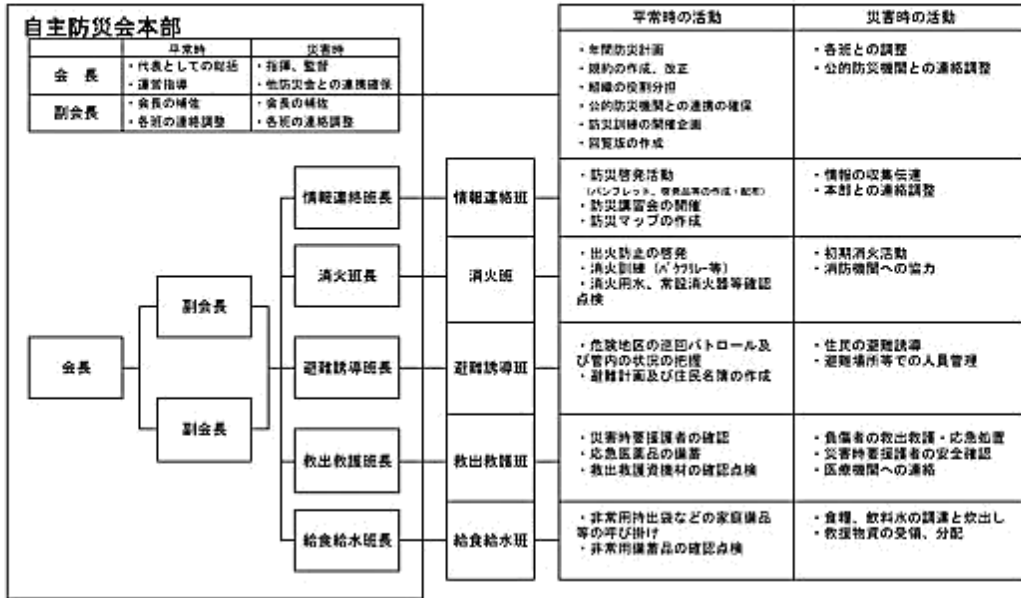 自主防災会本部
平常時
災害時
会　長
・代表としての総括
・運営指導
・指揮、監督
・他防災会との連携確保
副会長
・会長の補佐
・各班の連絡調整
・会長の補佐
・各班の連絡調整
平常時の活動
災害時の活動
・年間防災計画
・規約の作成、改正
・組織の役割分担
・公的防災機関との連携の確保
・防災訓練の開催企画
・回覧版の作成
・各班との調整
・公的防災機関との連絡調整
会長
副会長
副会長
情報連絡班長
情報連絡班
・防災啓発活動
(パンフレット、啓発品等の作成・配布)
・防災講習会の開催
・防災マップの作成
・情報の収集伝達
・本部との連絡調整
消火班長
消火班
・出火防止の啓発
・消火訓練（ﾊﾞｹﾂﾘﾚｰ等）
・消火用水、常設消火器等確認
点検
・初期消火活動
・消防機関への協力
避難誘導班長
避難誘導班
・危険地区の巡回パトロール及
び管内の状況の把握
・避難計画及び住民名簿の作成
・住民の避難誘導
・避難場所等での人員管理
救出救護班長
救出救護班
・災害時要援護者の確認
・応急医薬品の備蓄
・救出救護資機材の確認点検
・負傷者の救出救護・応急処置
・災害時要援護者の安全確認
・医療機関への連絡
給食給水班長
給食給水班
・非常用持出袋などの家庭備品
等の呼び掛け
・非常用備蓄品の確認点検
・食糧、飲料水の調達と炊出し
・救援物資の受領、分配